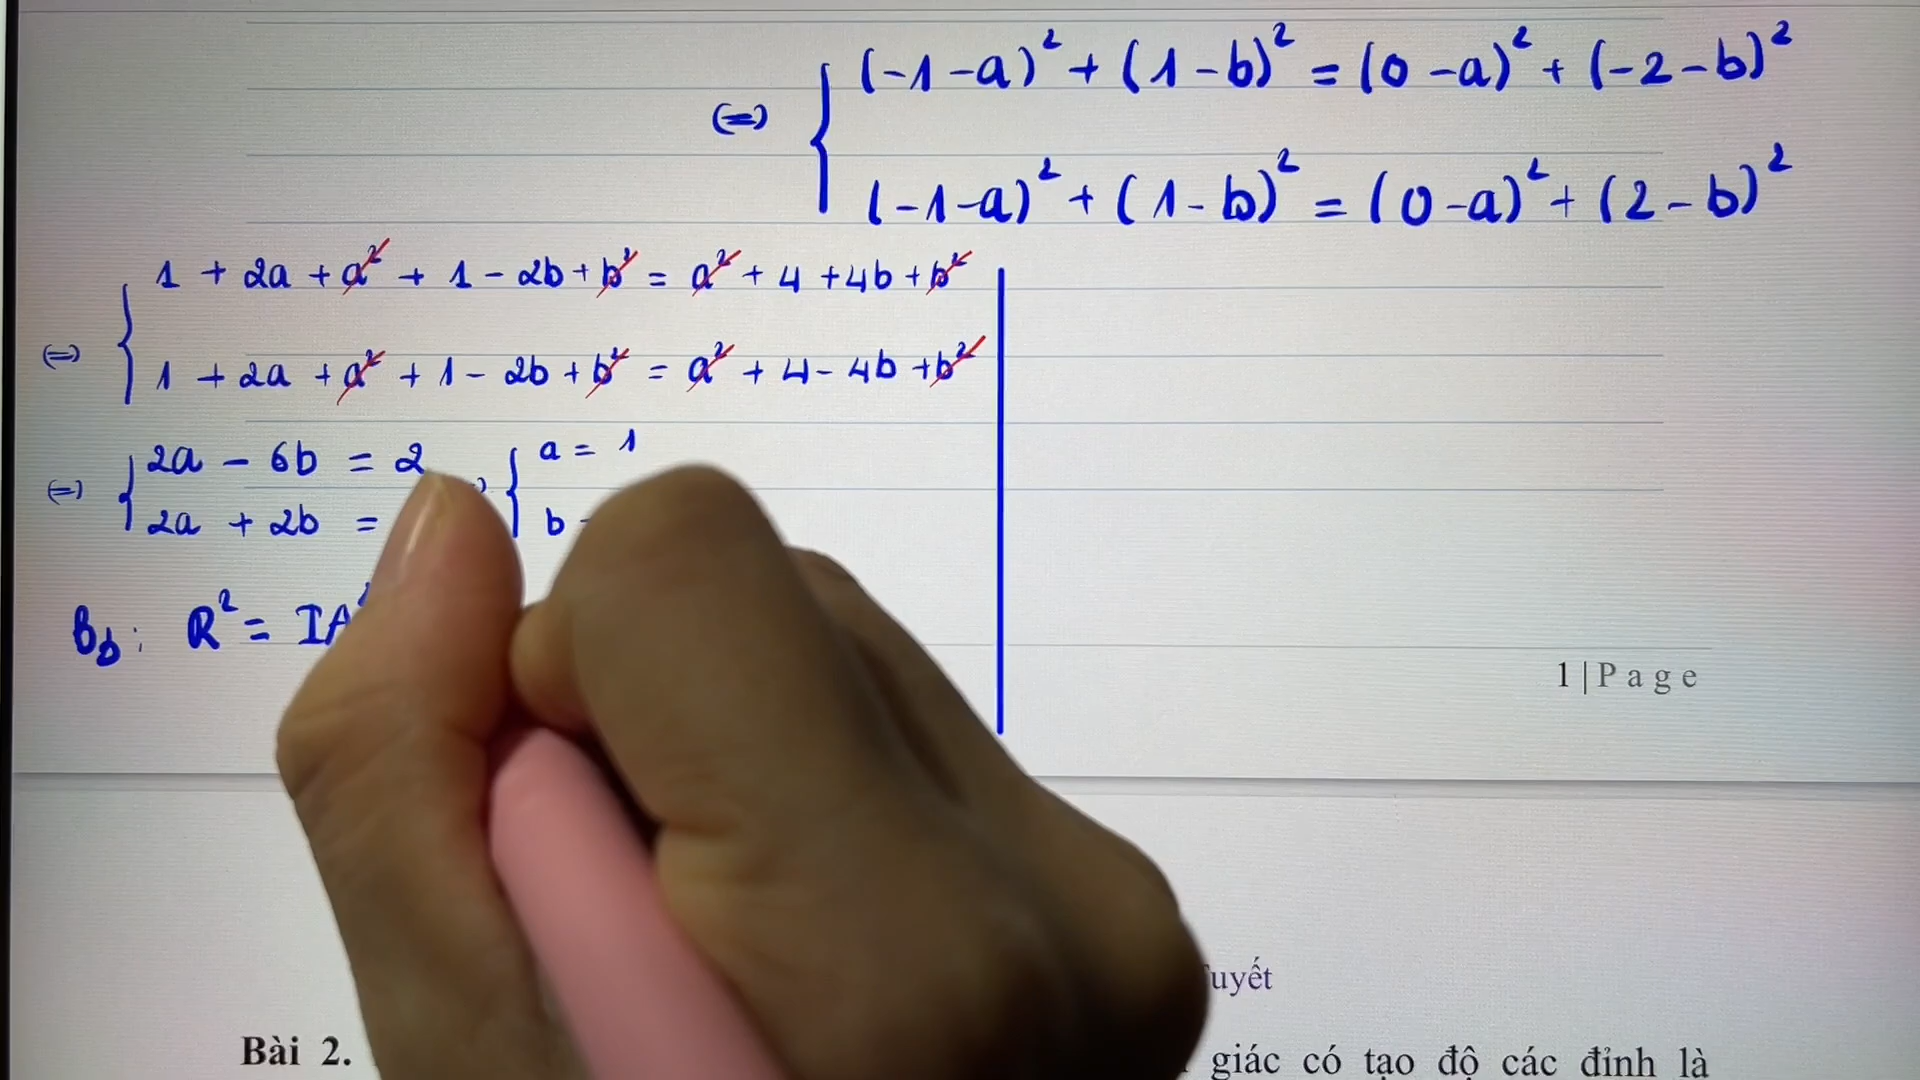 (-1-a)² + (1-b)² = (0-a)² + (-2-b)²
(=) {
(-1-a)² + (1-b)² = (0-a)² + (2-b)²
1 + 2a + a² + 1 - 2b + b² = a² + 4 + 4b + b²
(=) {
1 + 2a + a² + 1 - 2b + b² = a² + 4 - 4b + b²
2a - 6b = 2
a = 1
(=) {
2a + 2b =
b
R² = IA
1 | P a g e
Bài 2.
giác có tạo độ các đỉnh là